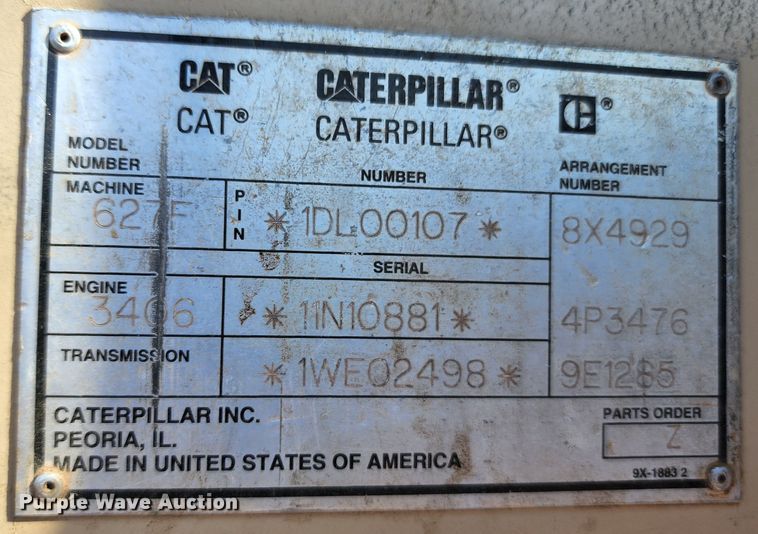 CAT® CATERPILLAR® ®
CAT® CATERPILLAR®
MODEL NUMBER NUMBER ARRANGEMENT NUMBER
MACHINE 627F PIN *1DL00107* 8X4929
SERIAL
ENGINE 3406 *11N10881* 4P3476
TRANSMISSION *1WE02498* 9E1285
CATERPILLAR INC. PARTS ORDER
PEORIA, IL. Z
MADE IN UNITED STATES OF AMERICA 9X-1883 2
Purple Wave Auction